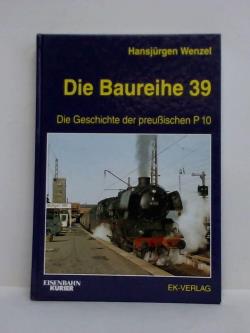 Hansjürgen Wenzel
Die Baureihe 39
Die Geschichte der preußischen P 10
EISENBAHN
KURIER
EK-VERLAG